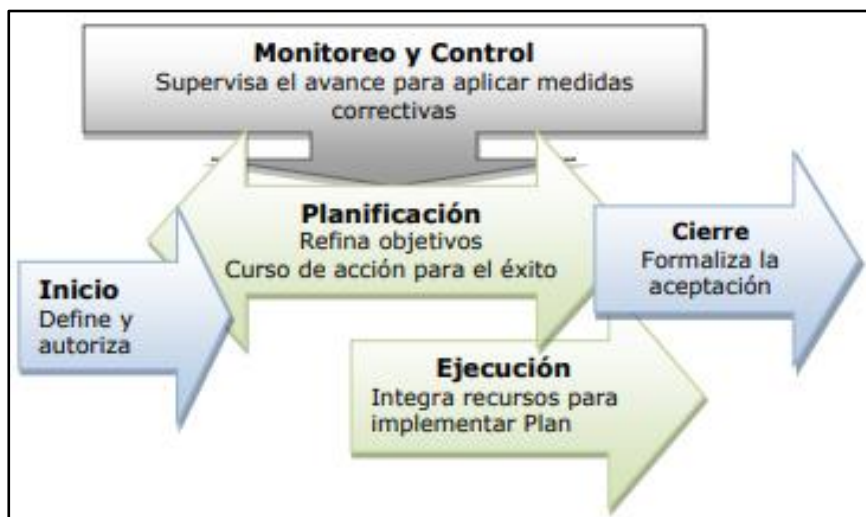 Monitoreo y Control
Supervisa el avance para aplicar medidas
correctivas
Planificación
Refina objetivos
Curso de acción para el éxito
Inicio
Define y
autoriza
Cierre
Formaliza la
aceptación
Ejecución
Integra recursos para
implementar Plan